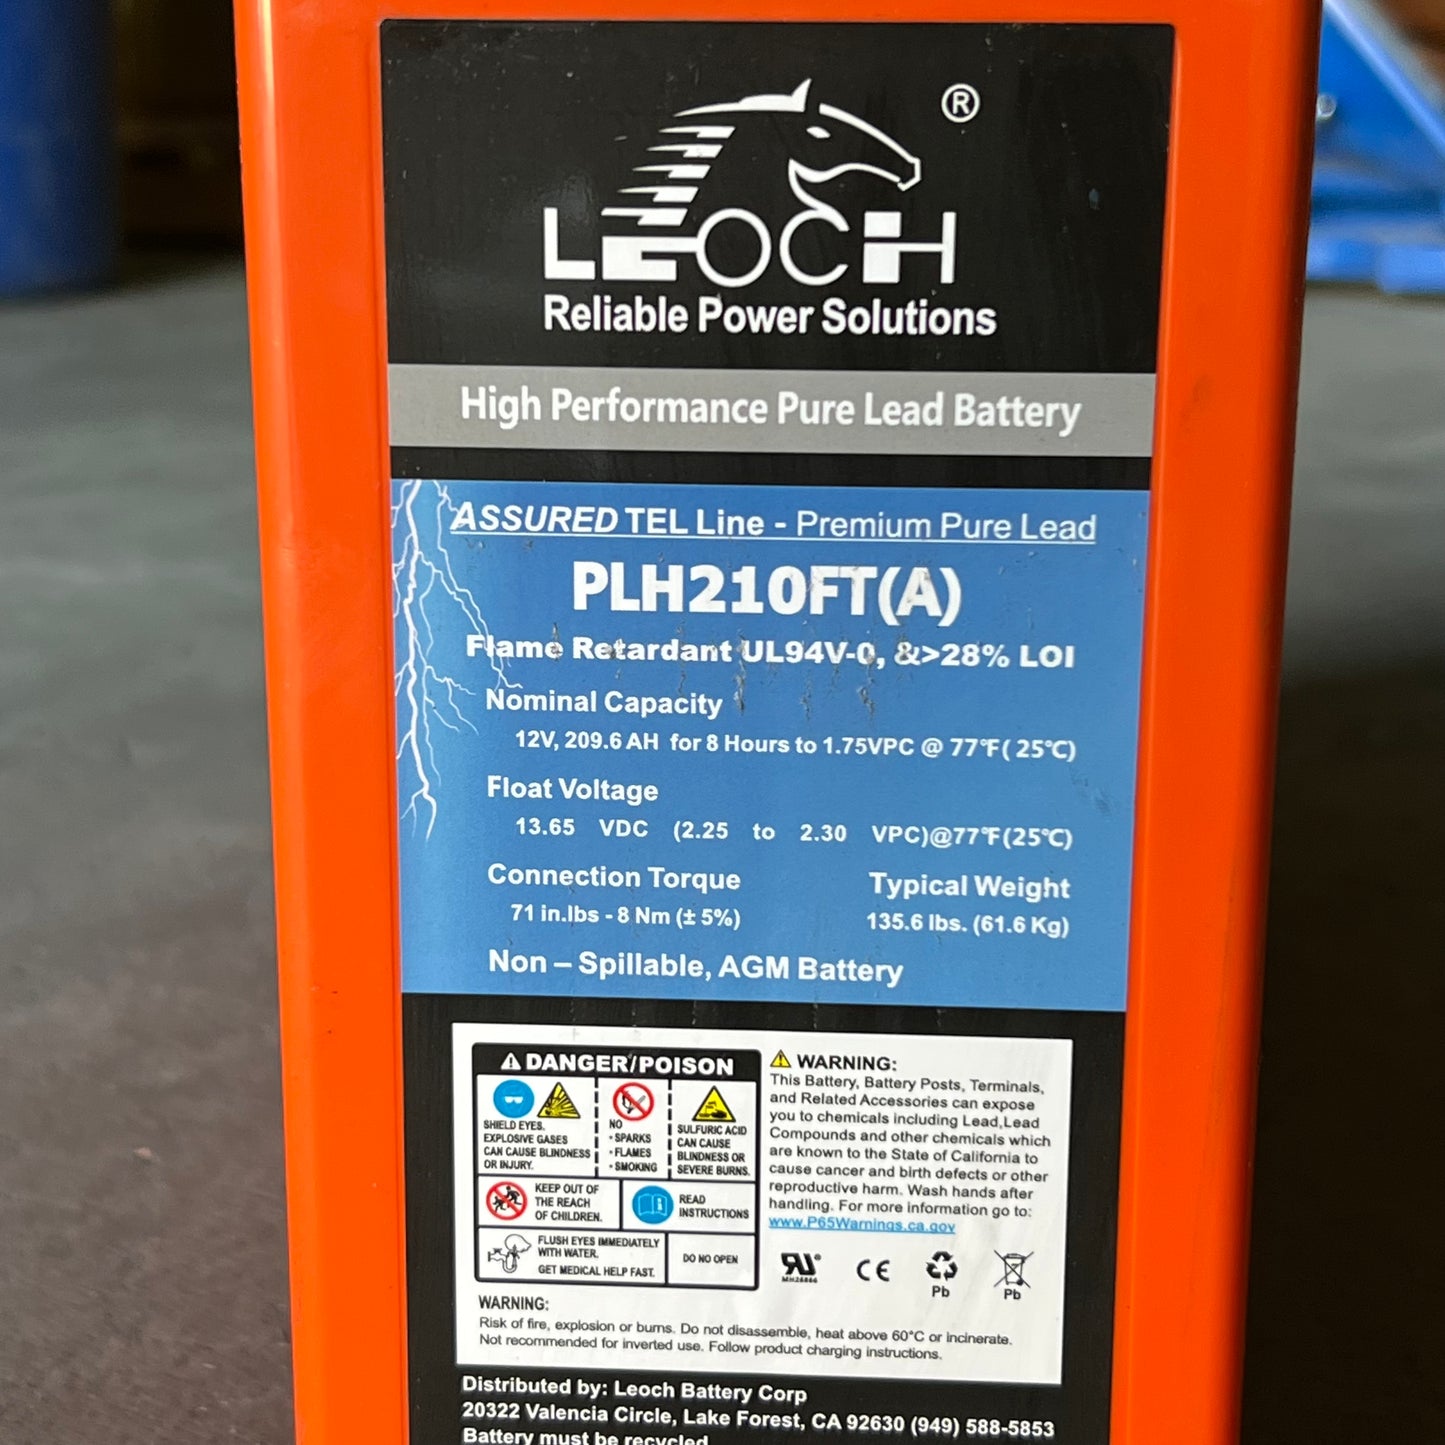 ®
LEOCH
Reliable Power Solutions
High Performance Pure Lead Battery
ASSURED TEL Line - Premium Pure Lead
PLH210FT(A)
Flame Retardant UL94V-0, &>28% LOI
Nominal Capacity
12V, 209.6 AH for 8 Hours to 1.75VPC @ 77°F( 25℃)
Float Voltage
13.65 VDC (2.25 to 2.30 VPC)@77°F(25℃)
Connection Torque
71 in.lbs - 8 Nm (± 5%)
Typical Weight
135.6 lbs. (61.6 Kg)
Non – Spillable, AGM Battery
DANGER/POISON
SHIELD EYES.
EXPLOSIVE GASES
CAN CAUSE BLINDNESS
OR INJURY.
NO
• SPARKS
• FLAMES
• SMOKING
SULFURIC ACID
CAN CAUSE
BLINDNESS OR
SEVERE BURNS.
KEEP OUT OF
THE REACH
OF CHILDREN.
READ
INSTRUCTIONS
FLUSH EYES IMMEDIATELY
WITH WATER.
GET MEDICAL HELP FAST.
DO NO OPEN
WARNING:
This Battery, Battery Posts, Terminals,
and Related Accessories can expose
you to chemicals including Lead,Lead
Compounds and other chemicals which
are known to the State of California to
cause cancer and birth defects or other
reproductive harm. Wash hands after
handling. For more information go to:
www.P65Warnings.ca.gov
RU®
MH26866
CE
Pb
Pb
WARNING:
Risk of fire, explosion or burns. Do not disassemble, heat above 60°C or incinerate.
Not recommended for inverted use. Follow product charging instructions.
Distributed by: Leoch Battery Corp
20322 Valencia Circle, Lake Forest, CA 92630 (949) 588-5853
Battery must be recycled